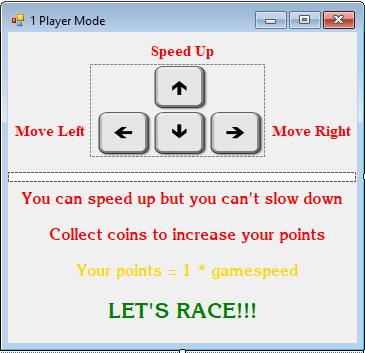 1 Player Mode
Speed Up
Move Left
Move Right
You can speed up but you can't slow down
Collect coins to increase your points
Your points = 1 * gamespeed
LET'S RACE!!!